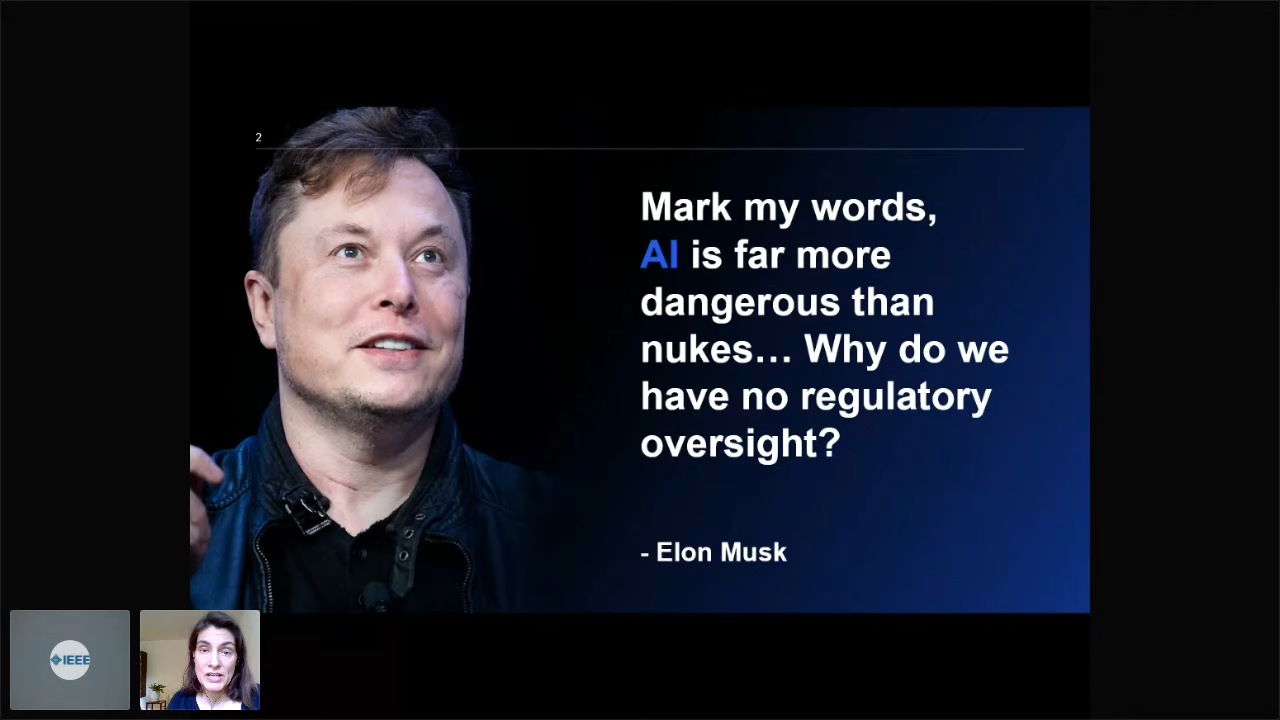 2
Mark my words,
AI is far more
dangerous than
nukes... Why do we
have no regulatory
oversight?
- Elon Musk
IEEE